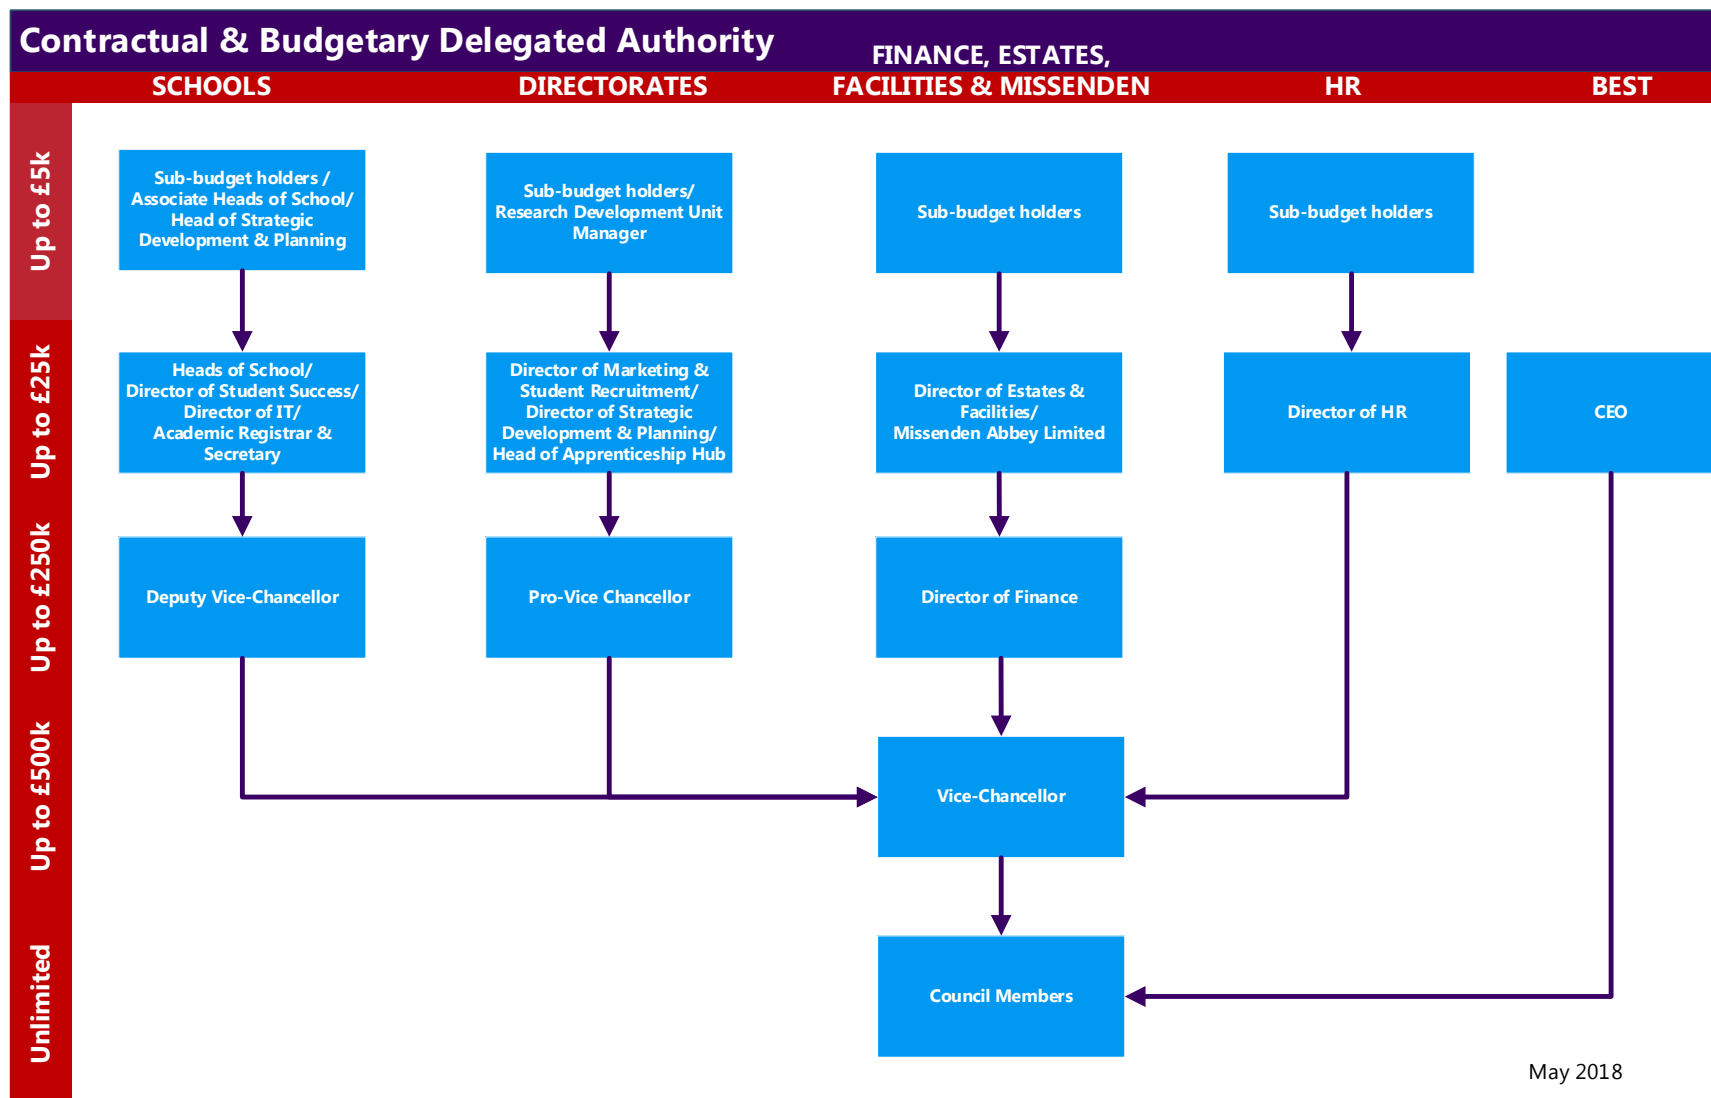 Contractual & Budgetary Delegated Authority
FINANCE, ESTATES,
SCHOOLS
DIRECTORATES
FACILITIES & MISSENDEN
HR
BEST
Up to £5k
Sub-budget holders /
Associate Heads of School/
Head of Strategic
Development & Planning
Sub-budget holders/
Research Development Unit
Manager
Sub-budget holders
Sub-budget holders
Up to £25k
Heads of School/
Director of Student Success/
Director of IT/
Academic Registrar &
Secretary
Director of Marketing &
Student Recruitment/
Director of Strategic
Development & Planning/
Head of Apprenticeship Hub
Director of Estates &
Facilities/
Missenden Abbey Limited
Director of HR
CEO
Up to £250k
Deputy Vice-Chancellor
Pro-Vice Chancellor
Director of Finance
Up to £500k
Vice-Chancellor
Unlimited
Council Members
May 2018